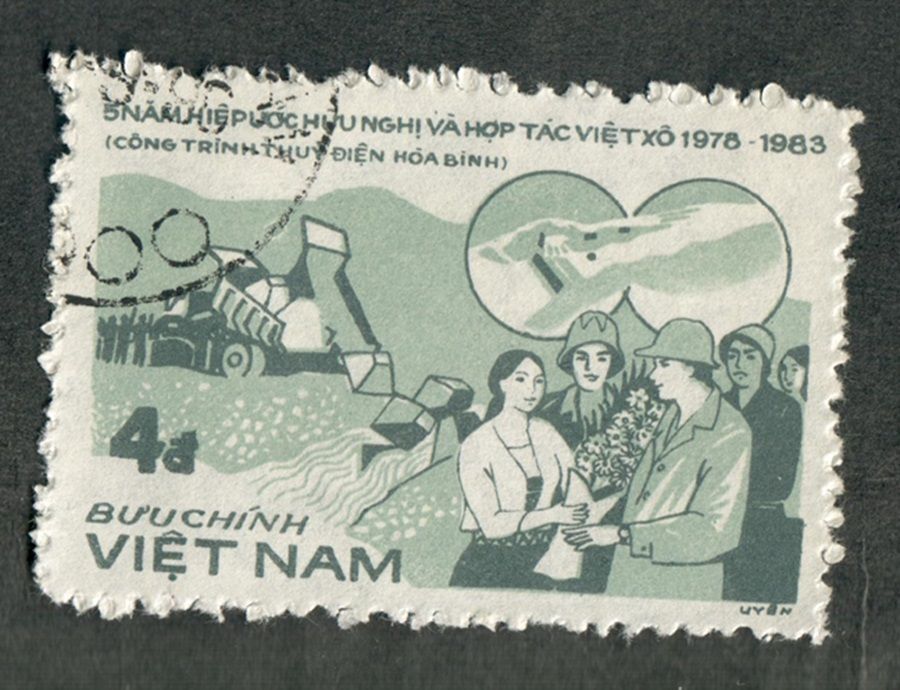 5 NĂM HIỆP ƯỚC HỮU NGHỊ VÀ HỢP TÁC VIỆT XÔ 1978 - 1983
(CÔNG TRÌNH THUỶ ĐIỆN HÒA BÌNH)
4đ
BƯU CHÍNH
VIỆT NAM
UYÊN